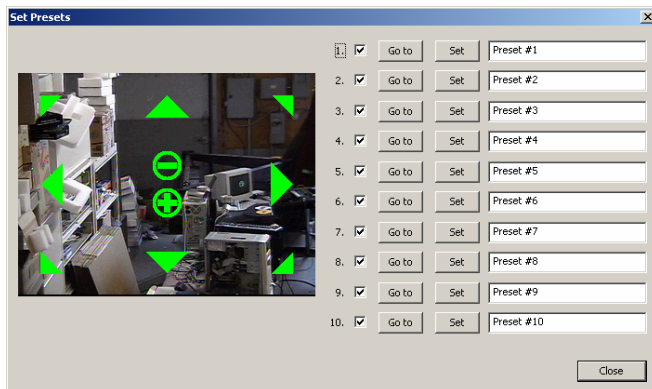 Set Presets
1. Go to Set Preset #1
2. Go to Set Preset #2
3. Go to Set Preset #3
4. Go to Set Preset #4
5. Go to Set Preset #5
6. Go to Set Preset #6
7. Go to Set Preset #7
8. Go to Set Preset #8
9. Go to Set Preset #9
10. Go to Set Preset #10
Close